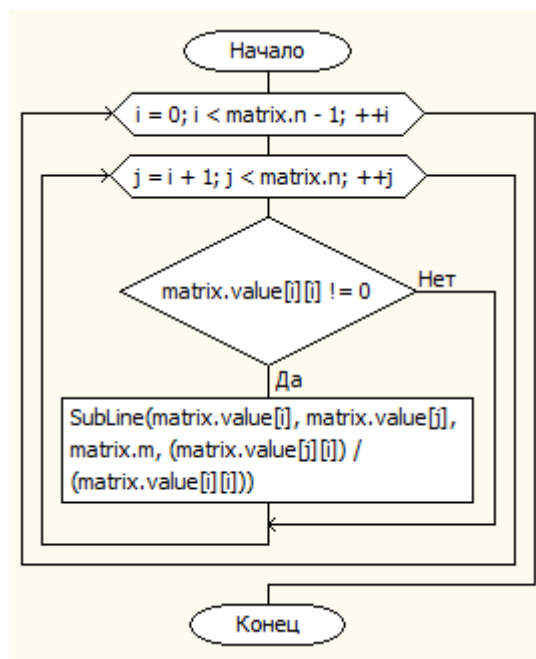 Начало
i = 0; i < matrix.n - 1; ++i
j = i + 1; j < matrix.n; ++j
matrix.value[i][i] != 0
Нет
Да
SubLine(matrix.value[i], matrix.value[j],
matrix.m, (matrix.value[j][i]) /
(matrix.value[i][i]))
Конец